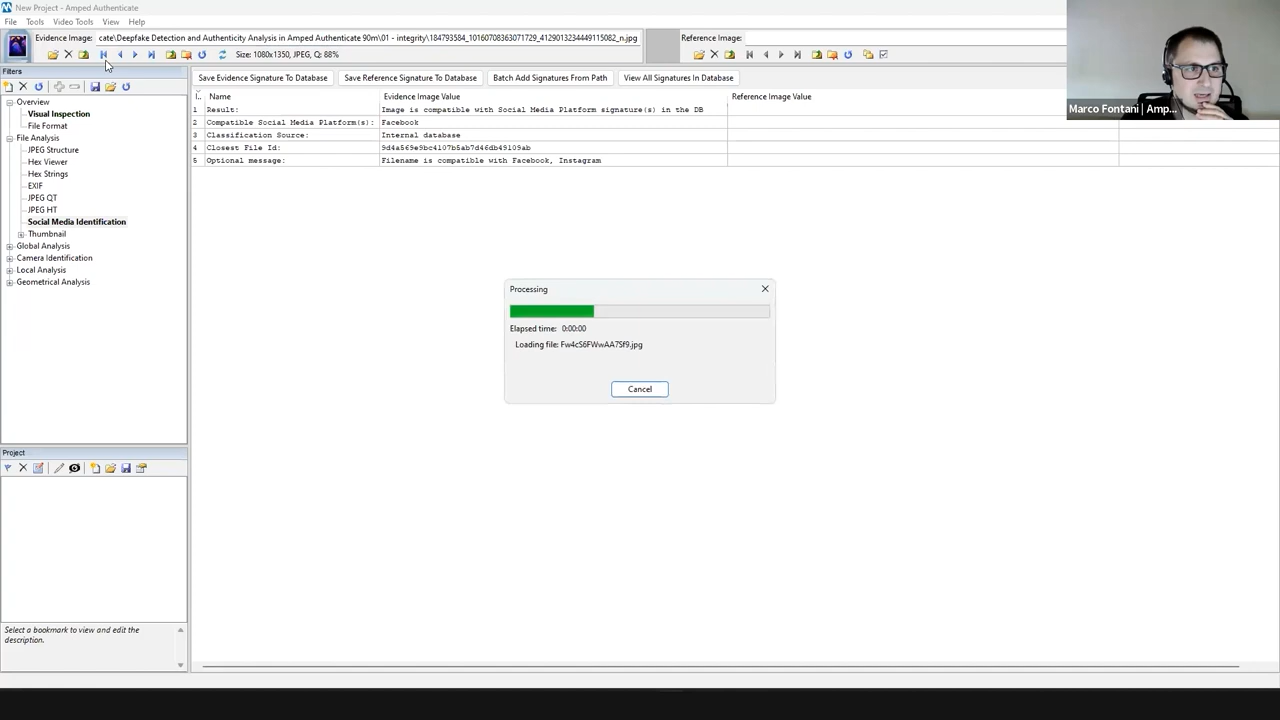 New Project - Amped Authenticate
File Tools Video Tools View Help
Evidence Image: cate\Deepfake Detection and Authenticity Analysis in Amped Authenticate 90m\01 - integrity\184793584_10160708363071729_4129013234449115082_n.jpg
Reference Image:
Size: 1080x1350, JPEG, Q: 88%
Marco Fontani | Amp...
Filters
Overview
Visual Inspection
File Format
File Analysis
JPEG Structure
Hex Viewer
Hex Strings
EXIF
JPEG QT
JPEG HT
Social Media Identification
Thumbnail
Global Analysis
Camera Identification
Local Analysis
Geometrical Analysis
Save Evidence Signature To Database Save Reference Signature To Database Batch Add Signatures From Path View All Signatures In Database
I.. Name Evidence Image Value Reference Image Value
1 Result: Image is compatible with Social Media Platform signature(s) in the DB
2 Compatible Social Media Platform(s): Facebook
3 Classification Source: Internal database
4 Closest File Id: 9d4a569e9bc4107b5ab7d46db49109ab
5 Optional message: Filename is compatible with Facebook, Instagram
Processing
Elapsed time: 0:00:00
Loading file: Fw4cS6FWwAA7Sf9.jpg
Cancel
Project
Select a bookmark to view and edit the
description.